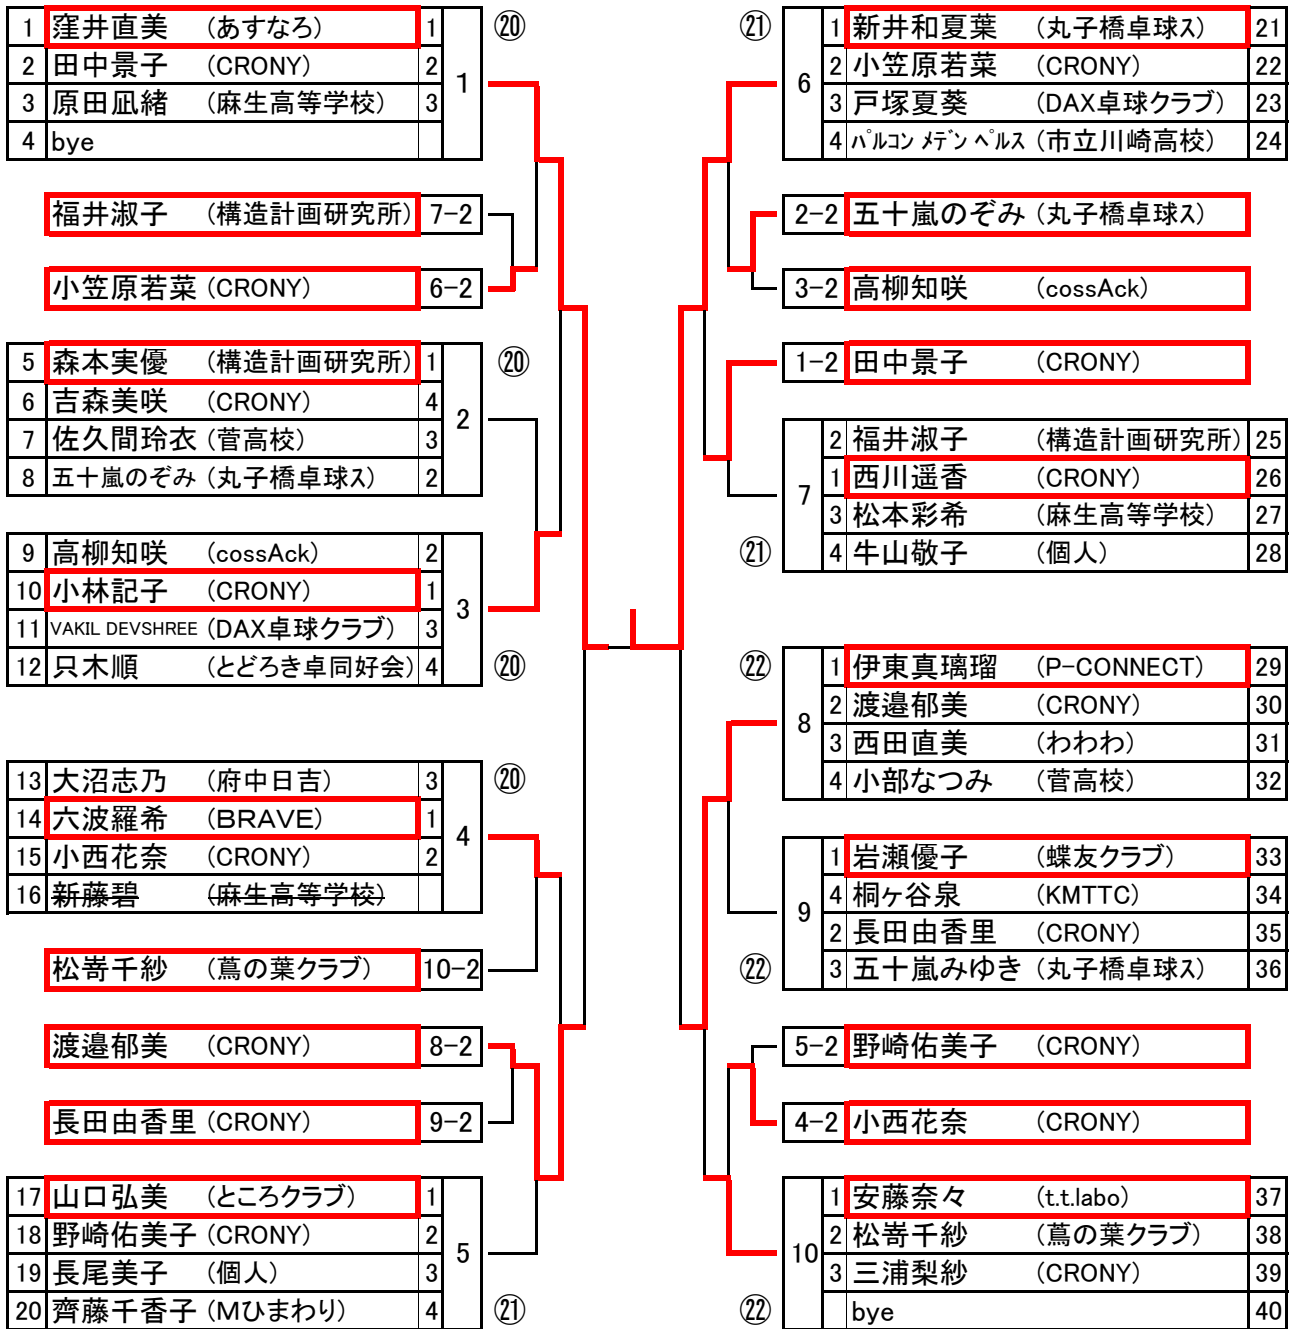 1 窪井直美 (あすなろ) 1
2 田中景子 (CRONY) 2
3 原田凪緒 (麻生高等学校) 3
4 bye
1
⑳
福井淑子 (構造計画研究所) 7-2
小笠原若菜 (CRONY) 6-2
5 森本実優 (構造計画研究所) 1
6 吉森美咲 (CRONY) 4
7 佐久間玲衣 (菅高校) 3
8 五十嵐のぞみ (丸子橋卓球ス) 2
2
⑳
9 高柳知咲 (cossAck) 2
10 小林記子 (CRONY) 1
11 VAKIL DEVSHREE (DAX卓球クラブ) 3
12 只木順 (とどろき卓同好会) 4
3
⑳
13 大沼志乃 (府中日吉) 3
14 六波羅希 (BRAVE) 1
15 小西花奈 (CRONY) 2
16 新藤碧 (麻生高等学校)
4
⑳
松嵜千紗 (蔦の葉クラブ) 10-2
渡邉郁美 (CRONY) 8-2
長田由香里 (CRONY) 9-2
17 山口弘美 (ところクラブ) 1
18 野崎佑美子 (CRONY) 2
19 長尾美子 (個人) 3
20 齊藤千香子 (Mひまわり) 4
5
㉑
㉑
6
1 新井和夏葉 (丸子橋卓球ス) 21
2 小笠原若菜 (CRONY) 22
3 戸塚夏葵 (DAX卓球クラブ) 23
4 パルコン メデン ペルス (市立川崎高校) 24
2-2 五十嵐のぞみ (丸子橋卓球ス)
3-2 高柳知咲 (cossAck)
1-2 田中景子 (CRONY)
7
2 福井淑子 (構造計画研究所) 25
1 西川遥香 (CRONY) 26
3 松本彩希 (麻生高等学校) 27
4 牛山敬子 (個人) 28
㉑
㉒
8
1 伊東真璃瑠 (P-CONNECT) 29
2 渡邉郁美 (CRONY) 30
3 西田直美 (わわわ) 31
4 小部なつみ (菅高校) 32
9
1 岩瀬優子 (蝶友クラブ) 33
4 桐ヶ谷泉 (KMTTC) 34
2 長田由香里 (CRONY) 35
3 五十嵐みゆき (丸子橋卓球ス) 36
㉒
5-2 野崎佑美子 (CRONY)
4-2 小西花奈 (CRONY)
10
1 安藤奈々 (t.t.labo) 37
2 松嵜千紗 (蔦の葉クラブ) 38
3 三浦梨紗 (CRONY) 39
bye 40
㉒